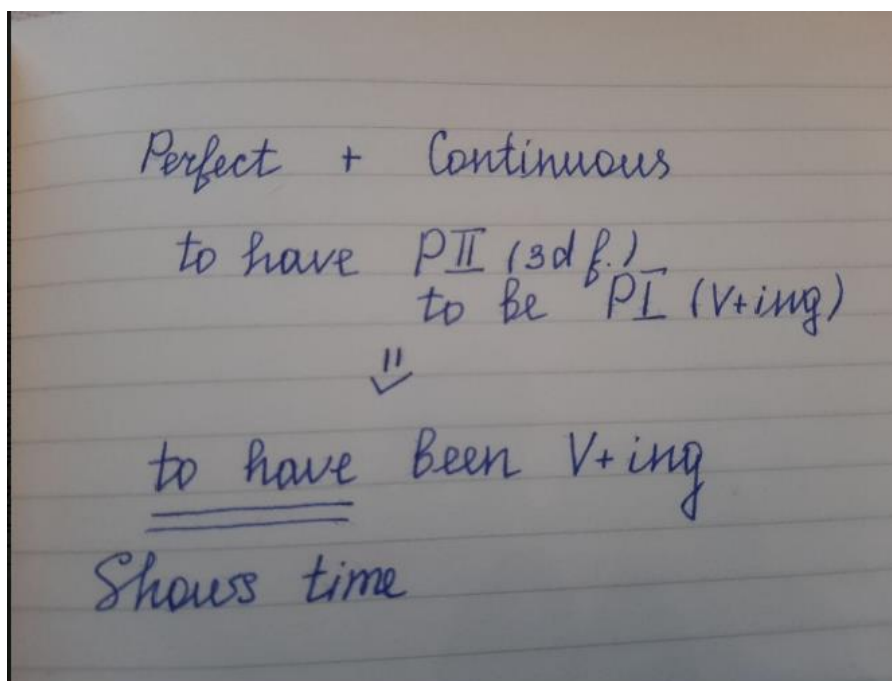 Perfect + Continuous
to have PII (3d f.)
to be PI (V+ing)
⇓
to have been V+ing
Shows time